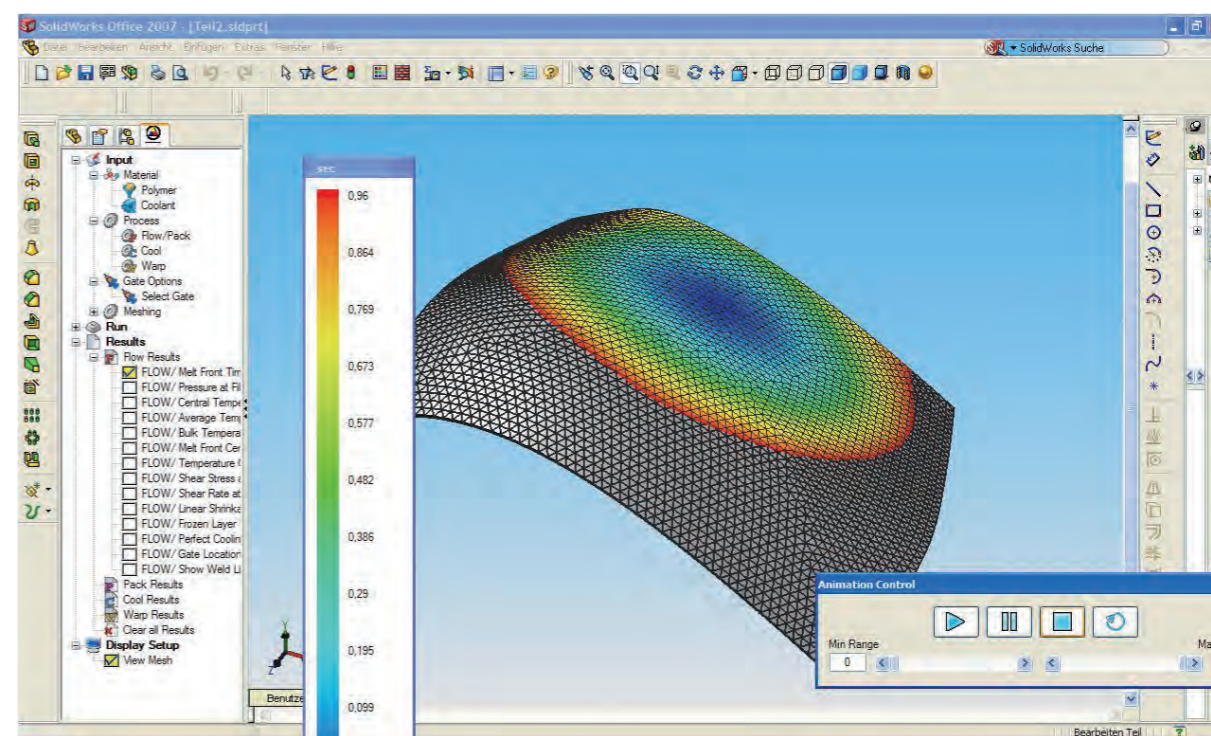 SolidWorks Office 2007 - [Teil2.sldprt]
Datei Bearbeiten Ansicht Einfügen Extras Fenster Hilfe
SolidWorks Suche
Input
Material
Polymer
Coolant
Process
Flow/Pack
Cool
Warp
Gate Options
Select Gate
Meshing
Run
Results
Flow Results
FLOW/ Melt Front Tim
FLOW/ Pressure at Fil
FLOW/ Central Tempe
FLOW/ Average Temp
FLOW/ Bulk Tempera
FLOW/ Melt Front Cen
FLOW/ Temperature
FLOW/ Shear Stress a
FLOW/ Shear Rate at
FLOW/ Linear Shrinka
FLOW/ Frozen Layer
FLOW/ Perfect Coolin
FLOW/ Gate Location
FLOW/ Show Weld Li
Pack Results
Cool Results
Warp Results
Clear all Results
Display Setup
View Mesh
sec
0,96
0,864
0,769
0,673
0,577
0,482
0,386
0,29
0,195
0,099
Y
Z
Benutze
Animation Control
Min Range
Ma
0
Bearbeiten Teil